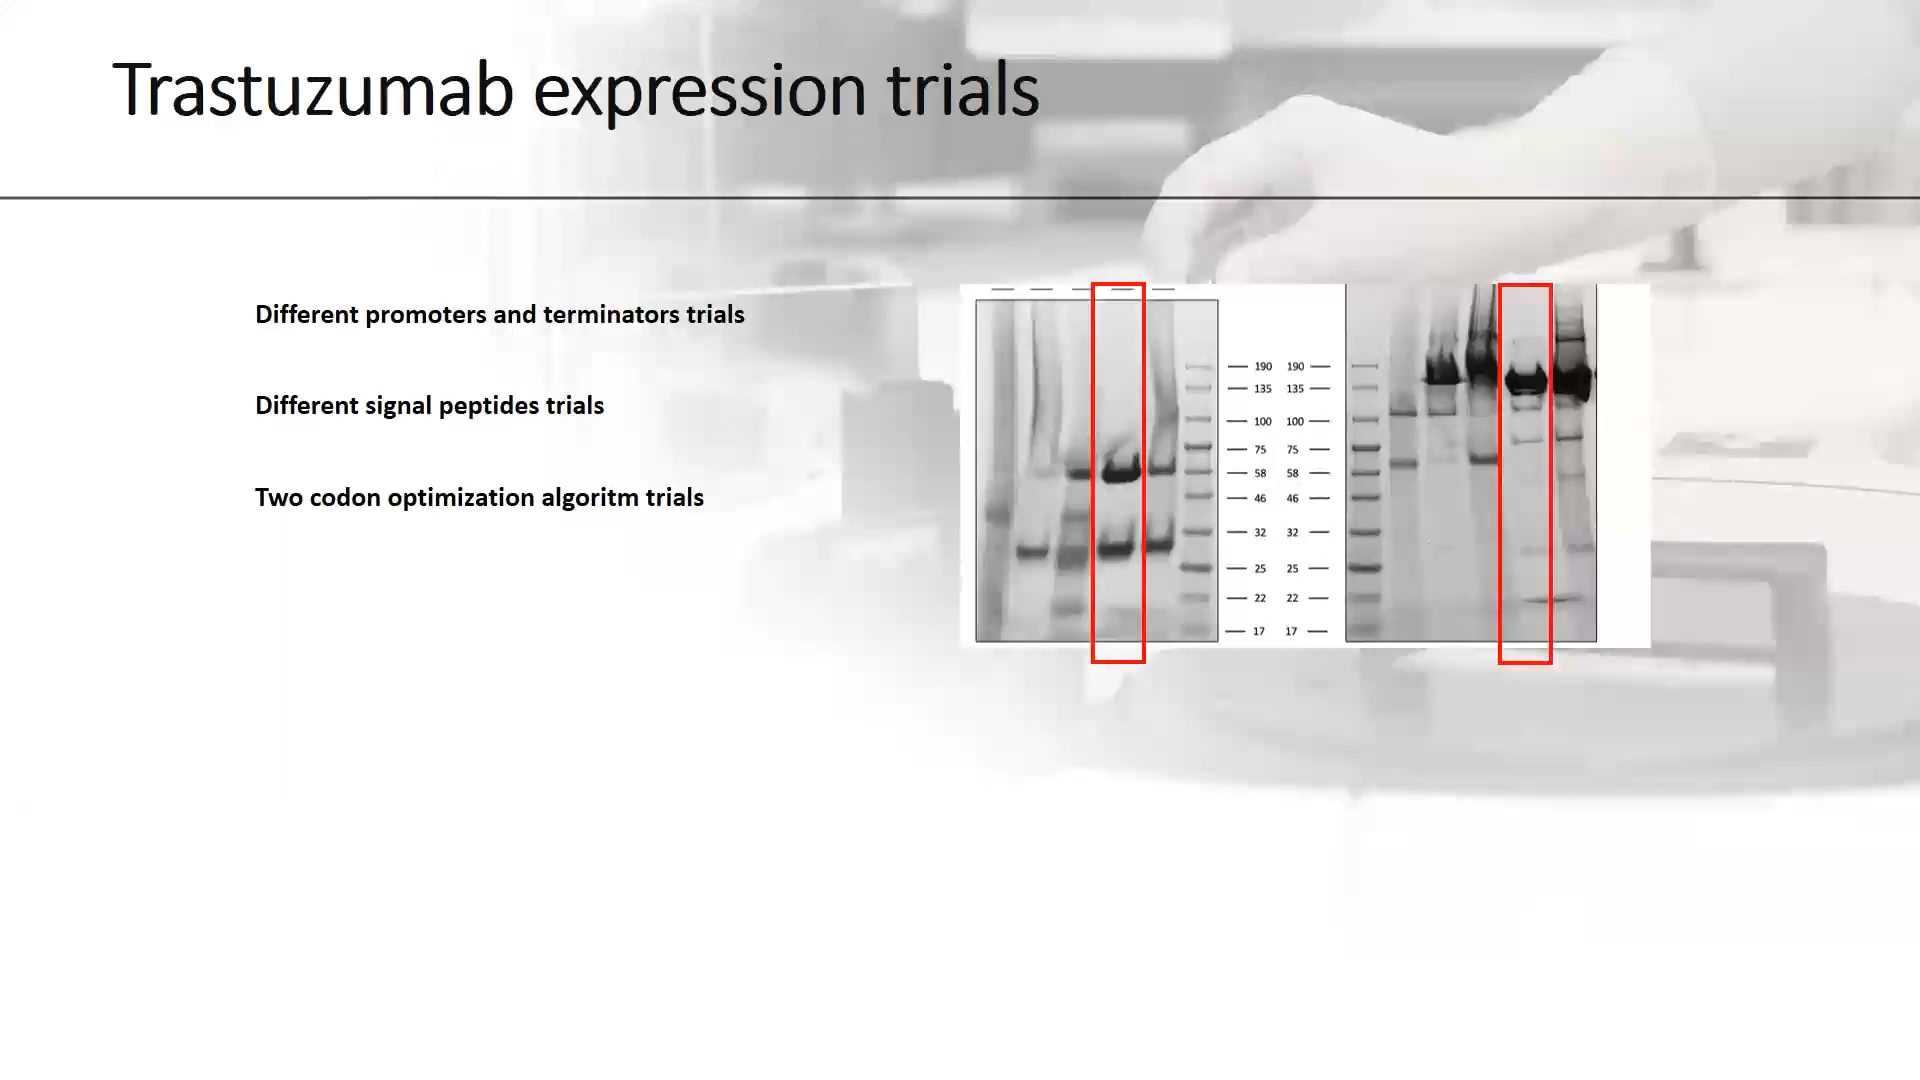 Trastuzumab expression trials
Different promoters and terminators trials
Different signal peptides trials
Two codon optimization algoritm trials
190 190
135 135
100 100
75 75
58 58
46 46
32 32
25 25
22 22
17 17